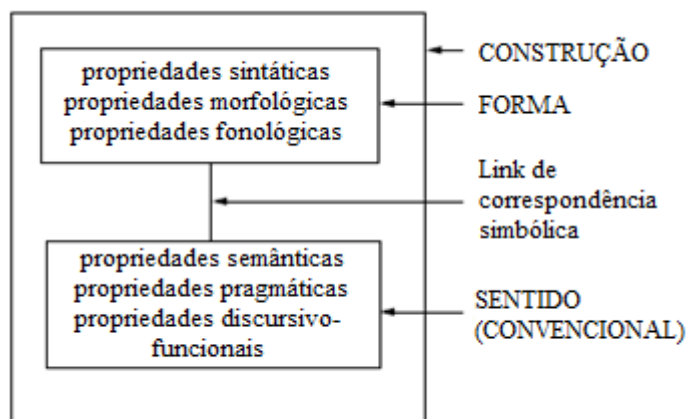 propriedades sintáticas
propriedades morfológicas
propriedades fonológicas
CONSTRUÇÃO
FORMA
Link de
correspondência
simbólica
propriedades semânticas
propriedades pragmáticas
propriedades discursivo-
funcionais
SENTIDO
(CONVENCIONAL)